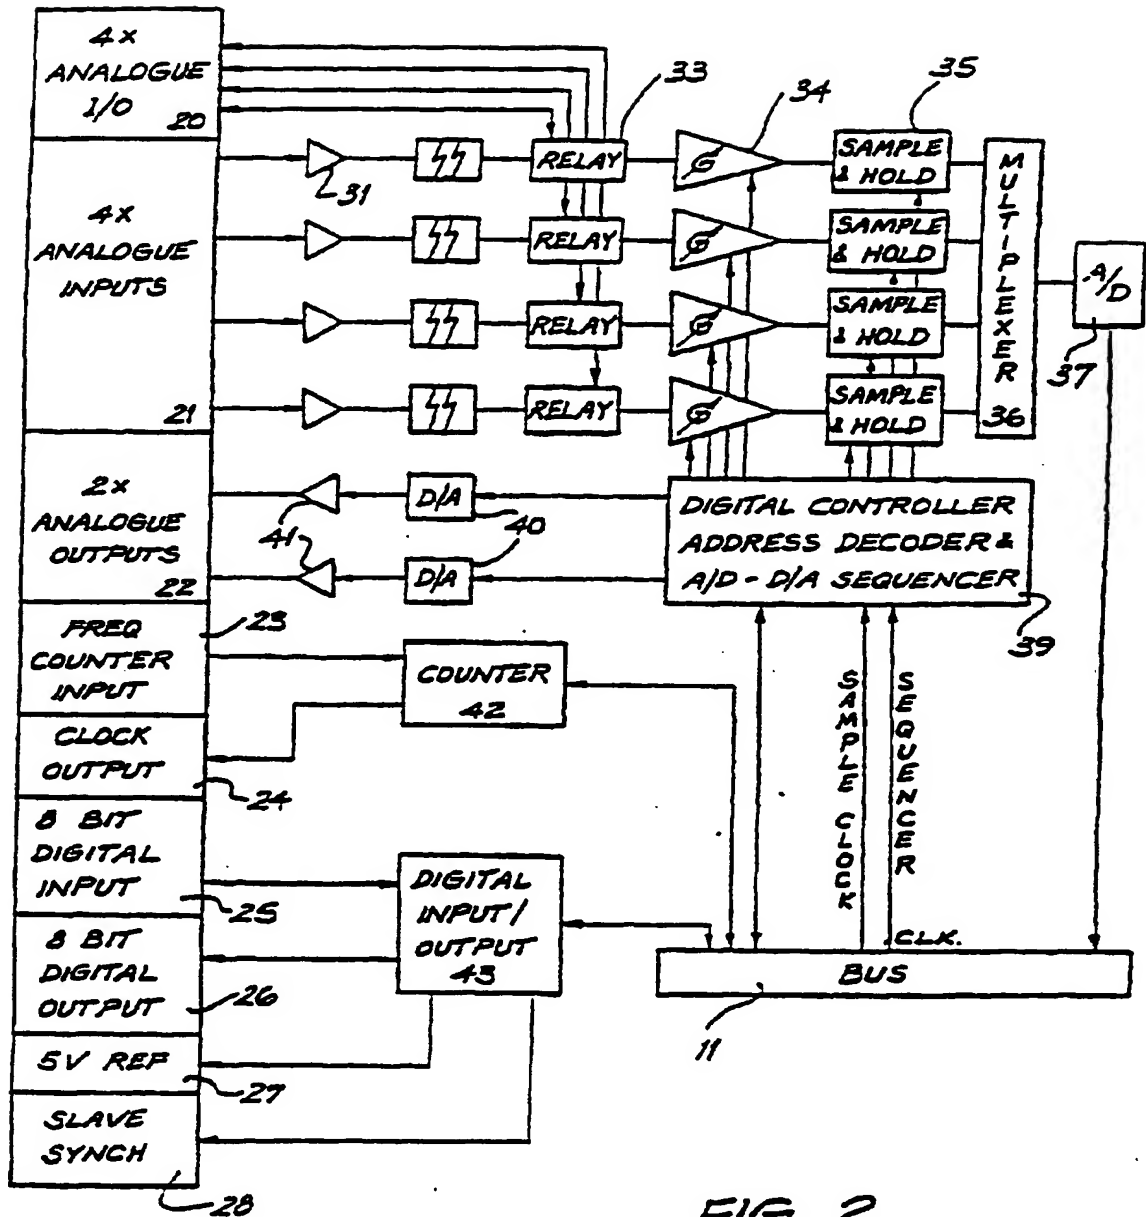 4x
ANALOGUE
I/O
20
4x
ANALOGUE
INPUTS
21
2x
ANALOGUE
OUTPUTS
22
FREQ
COUNTER
INPUT
23
CLOCK
OUTPUT
24
8 BIT
DIGITAL
INPUT
25
8 BIT
DIGITAL
OUTPUT
26
5V REF
27
SLAVE
SYNCH
28
31
RELAY
RELAY
RELAY
RELAY
33
G
G
G
G
34
SAMPLE
& HOLD
SAMPLE
& HOLD
SAMPLE
& HOLD
SAMPLE
& HOLD
35
MULTIPLEXER
36
A/D
37
D/A
D/A
40
41
DIGITAL CONTROLLER
ADDRESS DECODER &
A/D - D/A SEQUENCER
39
COUNTER
42
SAMPLE CLOCK
SEQUENCER
CLK.
DIGITAL
INPUT/
OUTPUT
43
BUS
11
FIG. 2